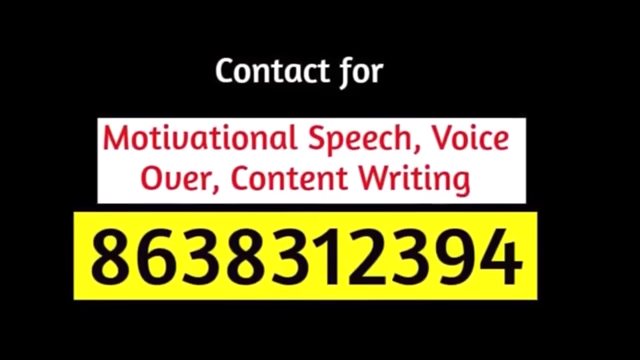 Contact for
Motivational Speech, Voice
Over, Content Writing
8638312394